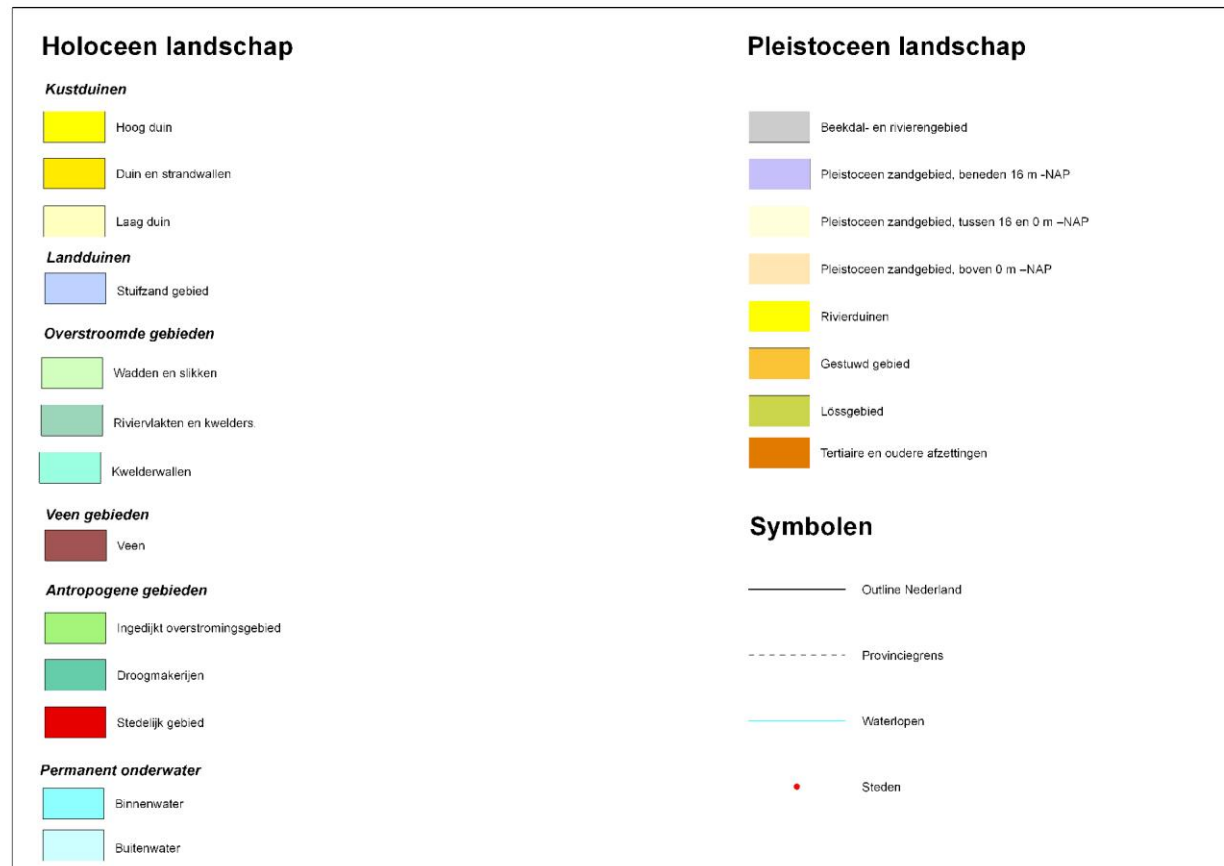 Holoceen landschap
Kustduinen
Hoog duin
Duin en strandwallen
Laag duin
Landduinen
Stuifzand gebied
Overstroomde gebieden
Wadden en slikken
Riviervlakten en kwelders.
Kwelderwallen
Veen gebieden
Veen
Antropogene gebieden
Ingedijkt overstromingsgebied
Droogmakerijen
Stedelijk gebied
Permanent onderwater
Binnenwater
Buitenwater
Pleistoceen landschap
Beekdal- en rivierengebied
Pleistoceen zandgebied, beneden 16 m -NAP
Pleistoceen zandgebied, tussen 16 en 0 m –NAP
Pleistoceen zandgebied, boven 0 m –NAP
Rivierduinen
Gestuwd gebied
Lössgebied
Tertiaire en oudere afzettingen
Symbolen
Outline Nederland
Provinciegrens
Waterlopen
Steden